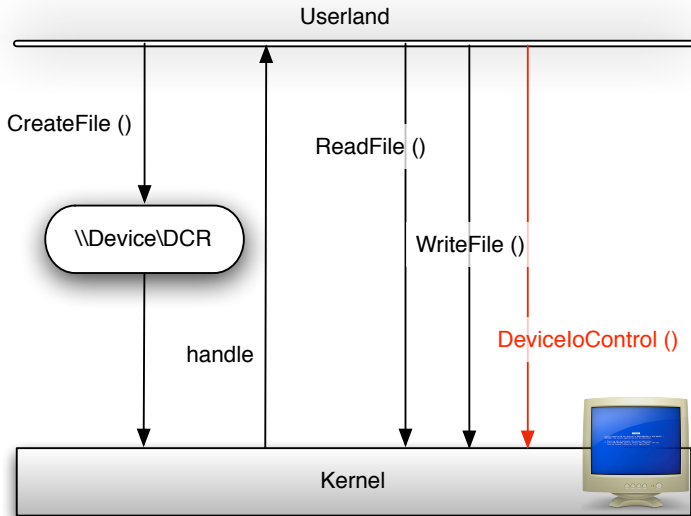 Userland
CreateFile ()
ReadFile ()
\\Device\DCR
WriteFile ()
handle
DeviceIoControl ()
Kernel